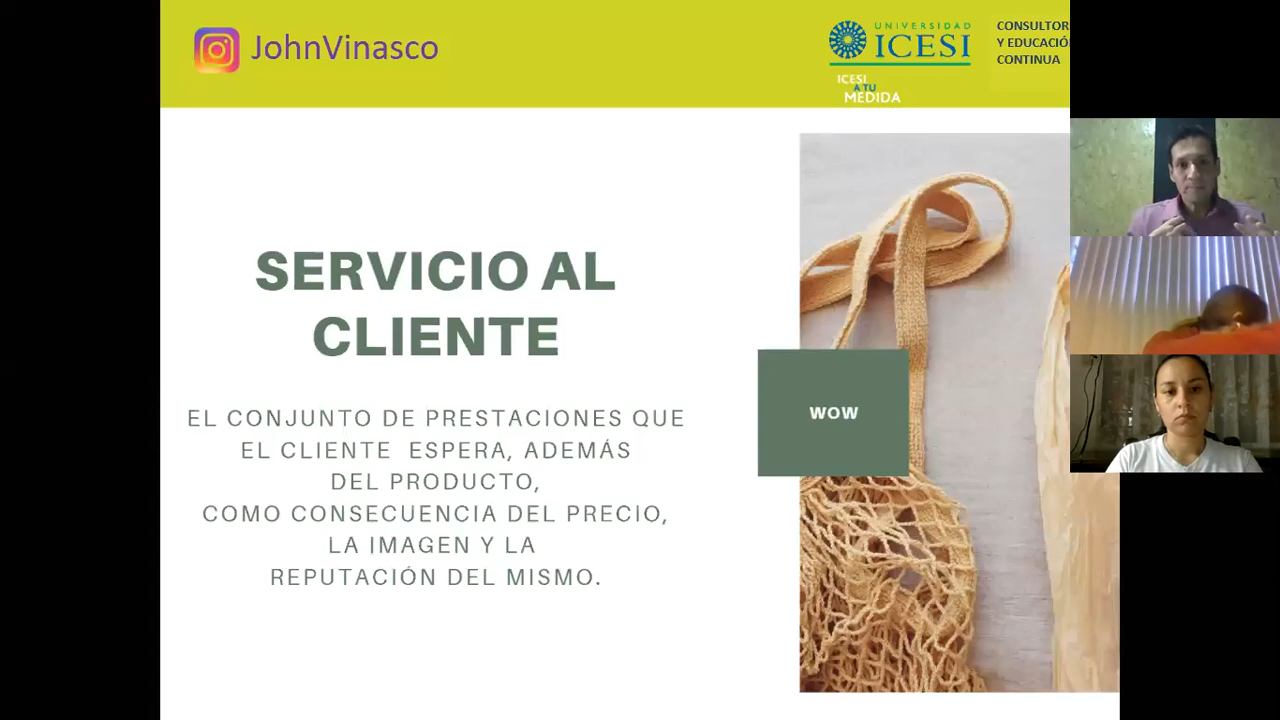 JohnVinasco
UNIVERSIDAD
ICESI
ICESI
A TU
MEDIDA
CONSULTOR
Y EDUCACIÓ
CONTINUA
SERVICIO AL
CLIENTE
EL CONJUNTO DE PRESTACIONES QUE
EL CLIENTE ESPERA, ADEMÁS
DEL PRODUCTO,
COMO CONSECUENCIA DEL PRECIO,
LA IMAGEN Y LA
REPUTACIÓN DEL MISMO.
WOW